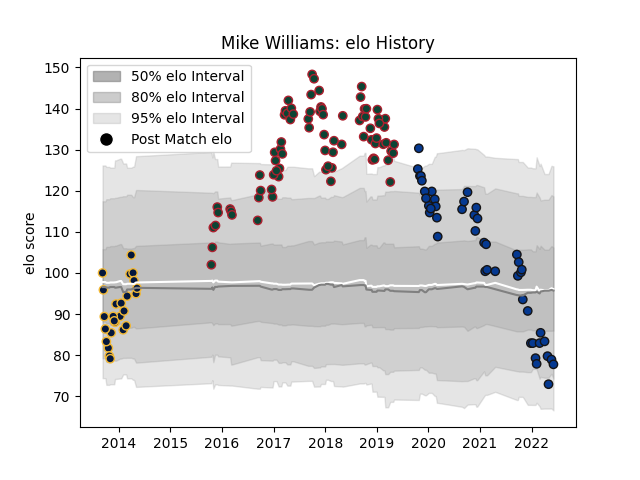 Mike Williams: elo History
50% elo Interval
80% elo Interval
95% elo Interval
Post Match elo
elo score
150
140
130
120
110
100
90
80
70
2014 2015 2016 2017 2018 2019 2020 2021 2022